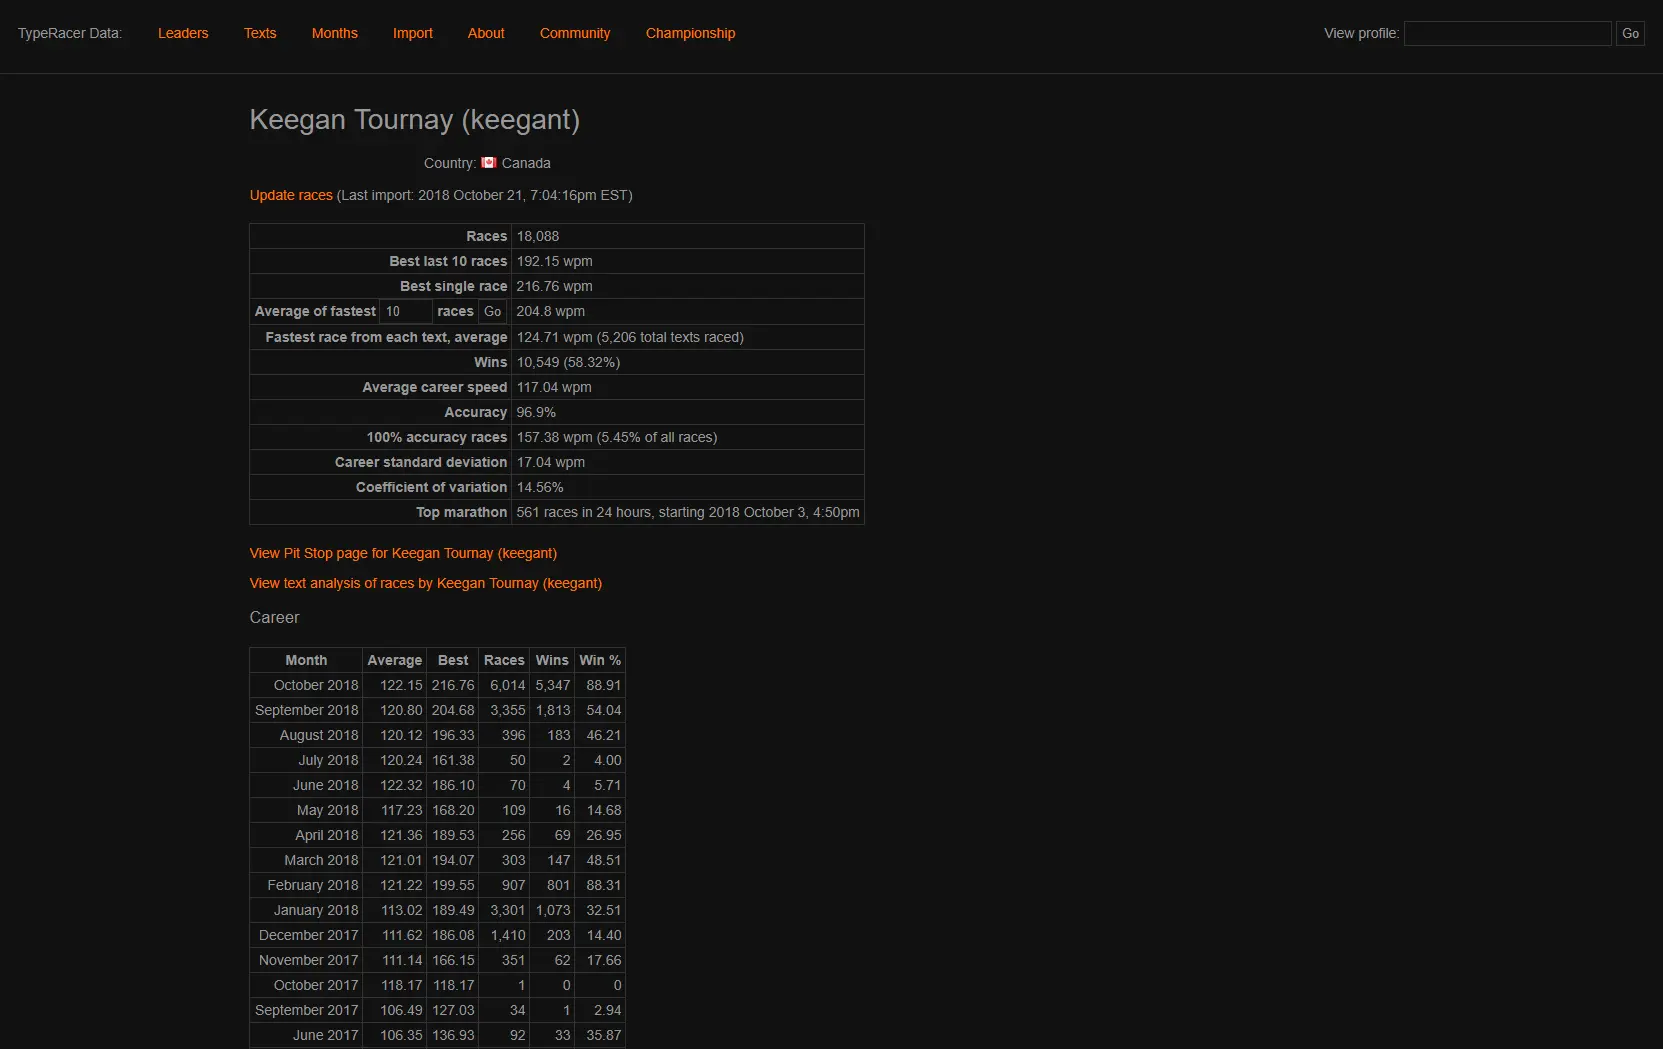 TypeRacer Data: Leaders Texts Months Import About Community Championship View profile: Go
Keegan Tournay (keegant)
Country: Canada
Update races (Last import: 2018 October 21, 7:04:16pm EST)
Races 18,088
Best last 10 races 192.15 wpm
Best single race 216.76 wpm
Average of fastest 10 races Go 204.8 wpm
Fastest race from each text, average 124.71 wpm (5,206 total texts raced)
Wins 10,549 (58.32%)
Average career speed 117.04 wpm
Accuracy 96.9%
100% accuracy races 157.38 wpm (5.45% of all races)
Career standard deviation 17.04 wpm
Coefficient of variation 14.56%
Top marathon 561 races in 24 hours, starting 2018 October 3, 4:50pm
View Pit Stop page for Keegan Tournay (keegant)
View text analysis of races by Keegan Tournay (keegant)
Career
Month Average Best Races Wins Win %
October 2018 122.15 216.76 6,014 5,347 88.91
September 2018 120.80 204.68 3,355 1,813 54.04
August 2018 120.12 196.33 396 183 46.21
July 2018 120.24 161.38 50 2 4.00
June 2018 122.32 186.10 70 4 5.71
May 2018 117.23 168.20 109 16 14.68
April 2018 121.36 189.53 256 69 26.95
March 2018 121.01 194.07 303 147 48.51
February 2018 121.22 199.55 907 801 88.31
January 2018 113.02 189.49 3,301 1,073 32.51
December 2017 111.62 186.08 1,410 203 14.40
November 2017 111.14 166.15 351 62 17.66
October 2017 118.17 118.17 1 0 0
September 2017 106.49 127.03 34 1 2.94
June 2017 106.35 136.93 92 33 35.87